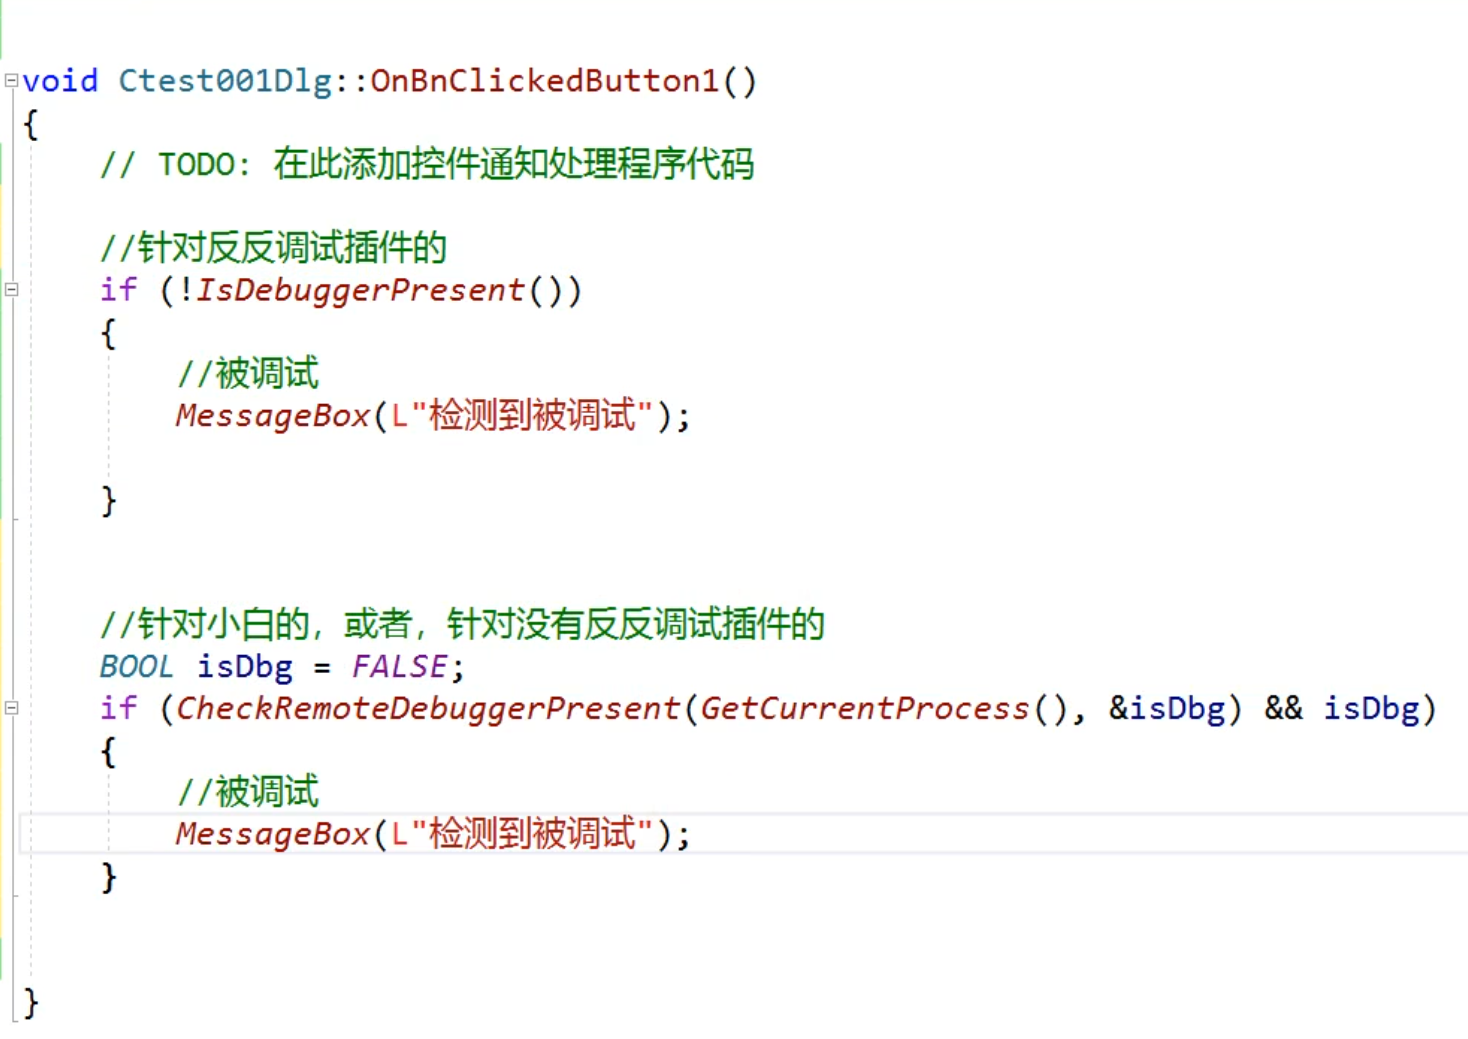 void Ctest001Dlg::OnBnClickedButton1()
{
// TODO: 在此添加控件通知处理程序代码
//针对反反调试插件的
if (!IsDebuggerPresent())
{
//被调试
MessageBox(L"检测到被调试");
}
//针对小白的，或者，针对没有反反调试插件的
BOOL isDbg = FALSE;
if (CheckRemoteDebuggerPresent(GetCurrentProcess(), &isDbg) && isDbg)
{
//被调试
MessageBox(L"检测到被调试");
}
}